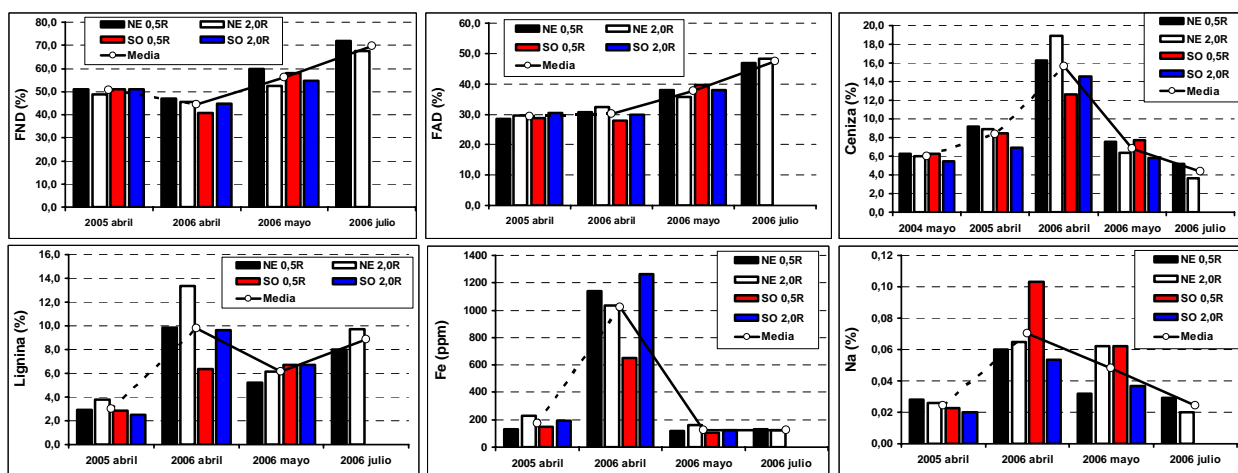 FND (%)
80,0
70,0
60,0
50,0
40,0
30,0
20,0
10,0
0,0
NE 0,5R NE 2,0R
SO 0,5R SO 2,0R
Media
2005 abril 2006 abril 2006 mayo 2006 julio
FAD (%)
60,0
50,0
40,0
30,0
20,0
10,0
0,0
NE 0,5R NE 2,0R
SO 0,5R SO 2,0R
Media
2005 abril 2006 abril 2006 mayo 2006 julio
Ceniza (%)
20,0
18,0
16,0
14,0
12,0
10,0
8,0
6,0
4,0
2,0
0,0
NE 0,5R
NE 2,0R
SO 0,5R
SO 2,0R
Media
2004 mayo 2005 abril 2006 abril 2006 mayo 2006 julio
Lignina (%)
16,0
14,0
12,0
10,0
8,0
6,0
4,0
2,0
0,0
NE 0,5R NE 2,0R
SO 0,5R SO 2,0R
Media
2005 abril 2006 abril 2006 mayo 2006 julio
Fe (ppm)
1400
1200
1000
800
600
400
200
0
NE 0,5R
NE 2,0R
SO 0,5R
SO 2,0R
Media
2005 abril 2006 abril 2006 mayo 2006 julio
Na (%)
0,12
0,10
0,08
0,06
0,04
0,02
0,00
NE 0,5R
NE 2,0R
SO 0,5R
SO 2,0R
Media
2005 abril 2006 abril 2006 mayo 2006 julio